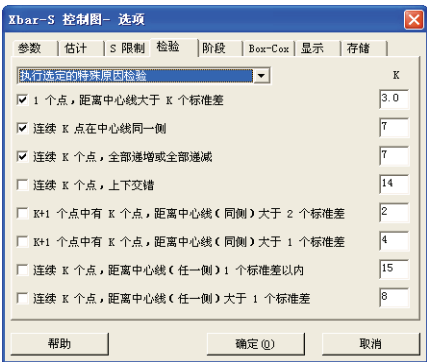 Xbar-S 控制图- 选项
参数 估计 S 限制 检验 阶段 Box-Cox 显示 存储
执行选定的特殊原因检验 K
1 个点，距离中心线大于 K 个标准差 3.0
连续 K 点在中心线同一侧 7
连续 K 个点，全部递增或全部递减 7
连续 K 个点，上下交错 14
K+1 个点中有 K 个点，距离中心线(同侧)大于 2 个标准差 2
K+1 个点中有 K 个点，距离中心线(同侧)大于 1 个标准差 4
连续 K 个点，距离中心线(任一侧)1 个标准差以内 15
连续 K 个点，距离中心线(任一侧)大于 1 个标准差 8
帮助 确定(O) 取消